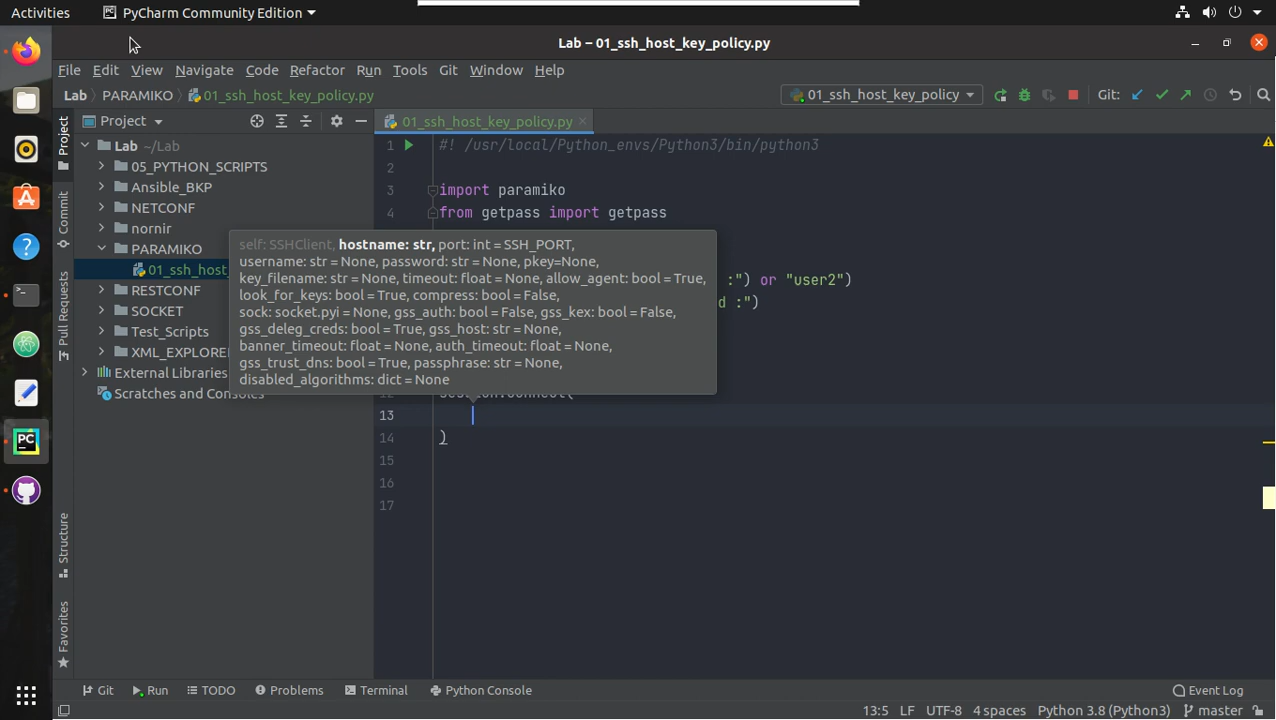 Activities PyCharm Community Edition
Lab – 01_ssh_host_key_policy.py
File Edit View Navigate Code Refactor Run Tools Git Window Help
Lab PARAMIKO 01_ssh_host_key_policy.py 01_ssh_host_key_policy Git:
Project Project 01_ssh_host_key_policy.py
Lab ~/Lab
05_PYTHON_SCRIPTS
Ansible_BKP
NETCONF
nornir
PARAMIKO
01_ssh_host_
RESTCONF
SOCKET
Test_Scripts
XML_EXPLORE
External Libraries
Scratches and Consoles
Commit
Pull Requests
Structure
Favorites
1 #! /usr/local/Python_envs/Python3/bin/python3
2
3 import paramiko
4 from getpass import getpass
self: SSHClient, hostname: str, port: int = SSH_PORT,
username: str = None, password: str = None, pkey=None,
key_filename: str = None, timeout: float = None, allow_agent: bool = True,
look_for_keys: bool = True, compress: bool = False,
sock: socket.pyi = None, gss_auth: bool = False, gss_kex: bool = False,
gss_deleg_creds: bool = True, gss_host: str = None,
banner_timeout: float = None, auth_timeout: float = None,
gss_trust_dns: bool = True, passphrase: str = None,
disabled_algorithms: dict = None
:") or "user2")
d :")
12 session.connect(
13
14 )
15
16
17
Git Run TODO Problems Terminal Python Console Event Log
13:5 LF UTF-8 4 spaces Python 3.8 (Python3) master